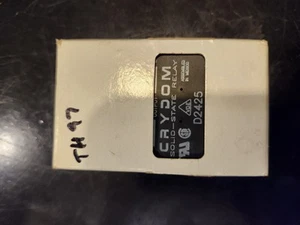 CRYDOM
SOLID-STATE RELAY
D2425
TH97